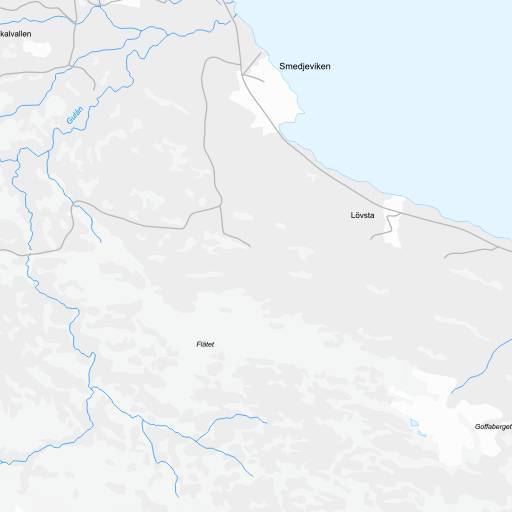 kalvallen
Smedjeviken
Gulån
Lövsta
Flätet
Goffaberget